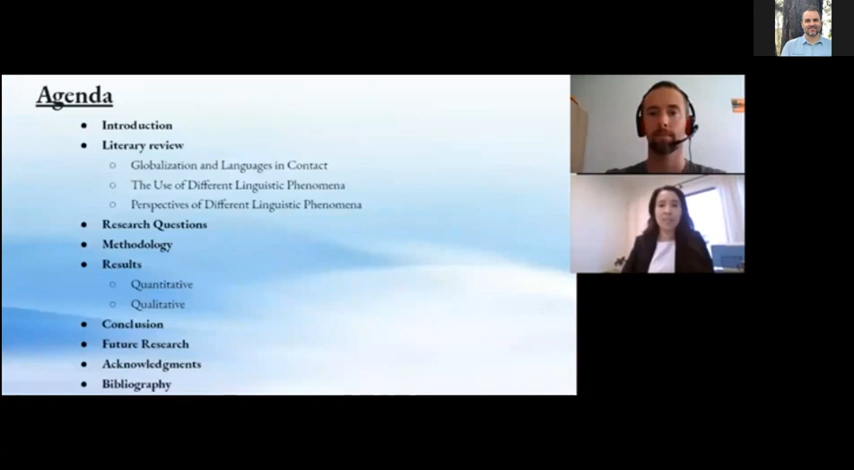 Agenda
● Introduction
● Literary review
○ Globalization and Languages in Contact
○ The Use of Different Linguistic Phenomena
○ Perspectives of Different Linguistic Phenomena
● Research Questions
● Methodology
● Results
○ Quantitative
○ Qualitative
● Conclusion
● Future Research
● Acknowledgments
● Bibliography